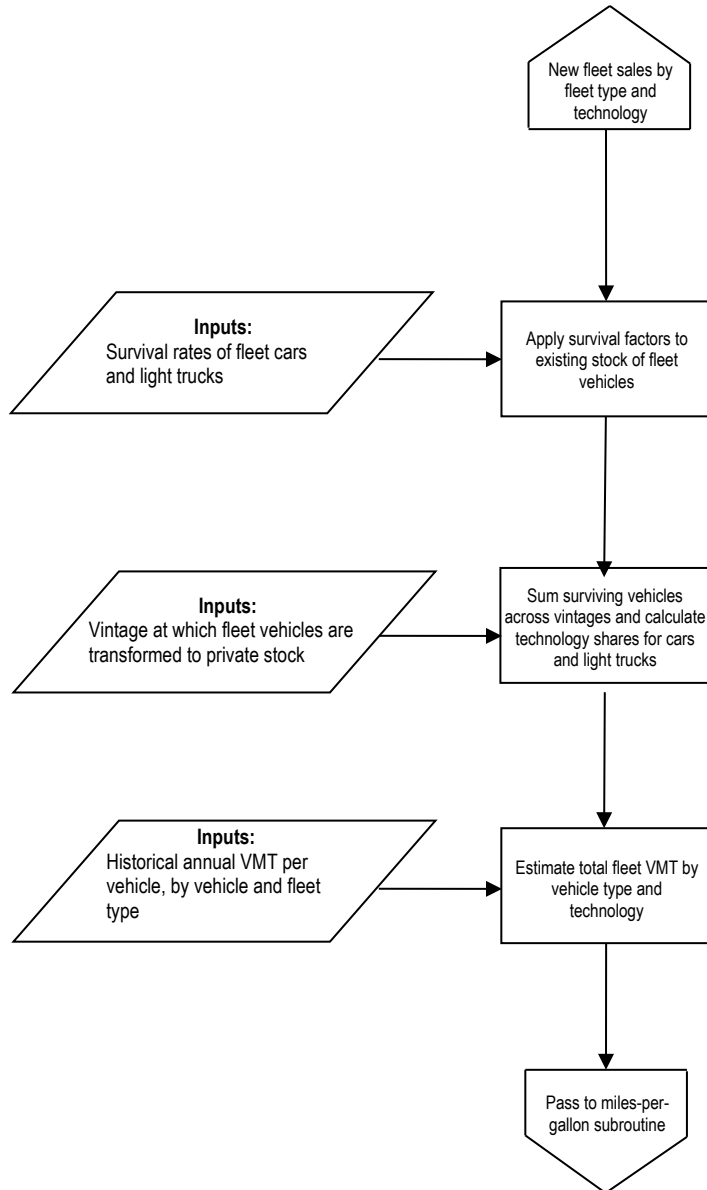 New fleet sales by
fleet type and
technology
Inputs:
Survival rates of fleet cars
and light trucks
Apply survival factors to
existing stock of fleet
vehicles
Inputs:
Vintage at which fleet vehicles are
transformed to private stock
Sum surviving vehicles
across vintages and calculate
technology shares for cars
and light trucks
Inputs:
Historical annual VMT per
vehicle, by vehicle and fleet
type
Estimate total fleet VMT by
vehicle type and
technology
Pass to miles-per-
gallon subroutine